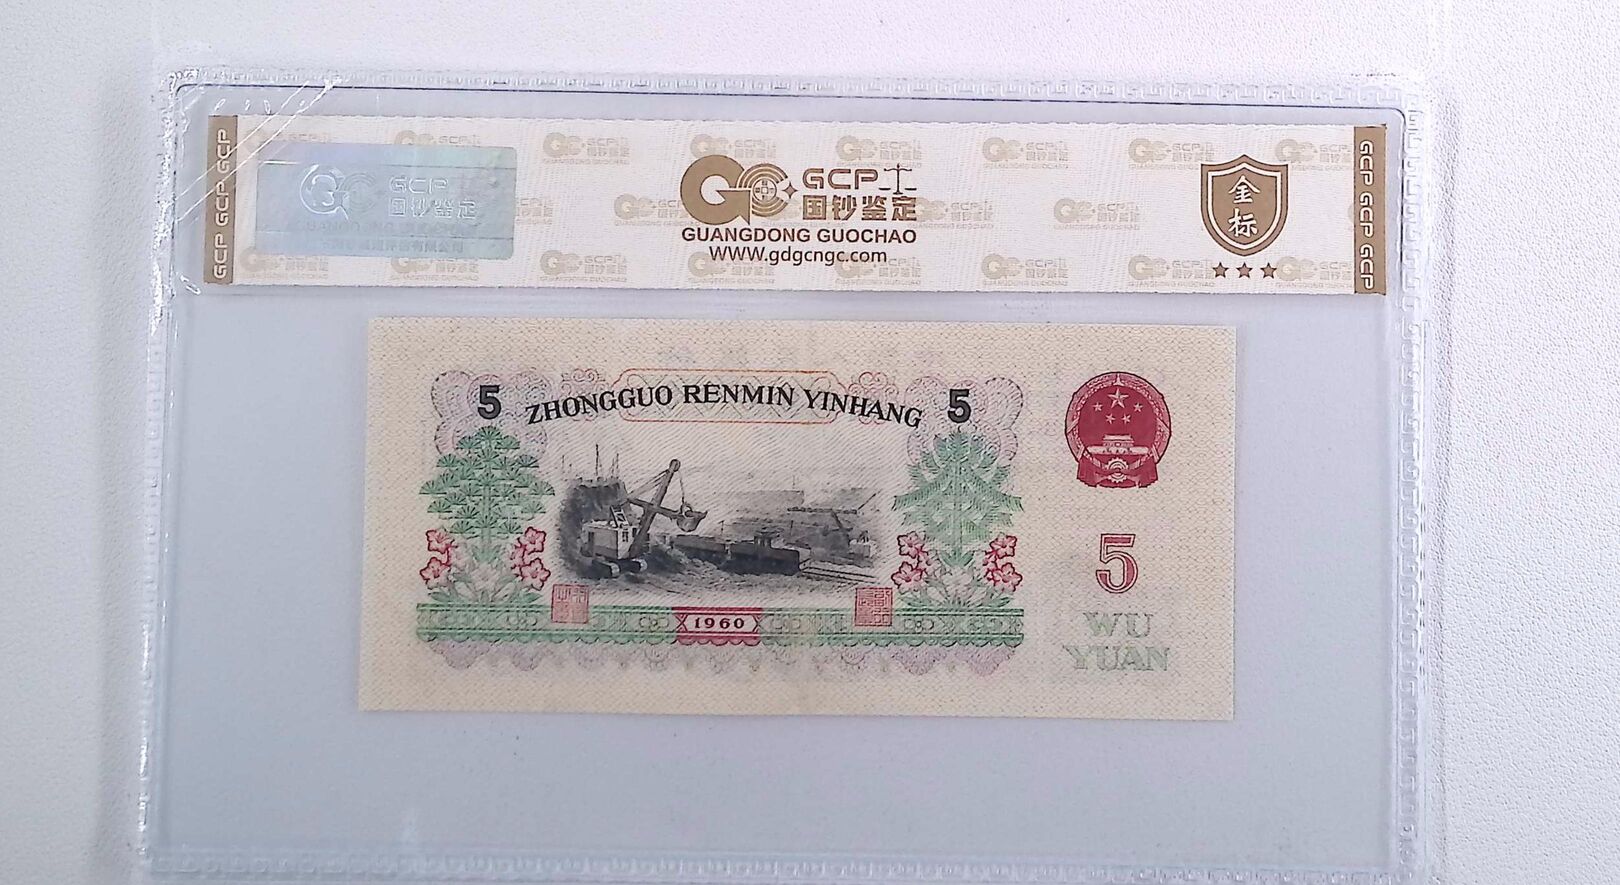 GCP GCP GCP
GCP
国钞鉴定
GCP
国钞鉴定
GUANGDONG GUOCHAO
WWW.gdgcngc.com
金标
GCP GCP GCP
5
ZHONGGUO RENMIN YINHANG
5
1960
5
WU
YUAN